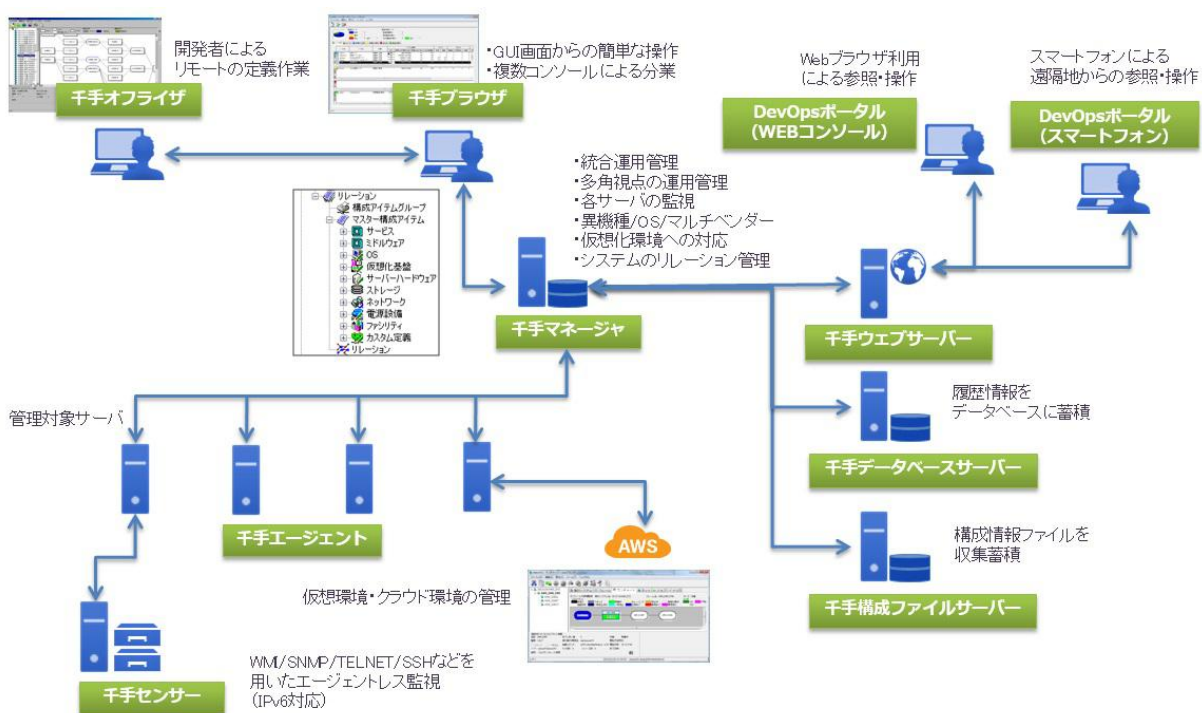 開発者による
リモートの定義作業
千手オフライザ
・GUI画面からの簡単な操作
・複数コンソールによる分業
千手ブラウザ
Webブラウザ利用
による参照・操作
DevOpsポータル
(WEBコンソール)
スマートフォンによる
遠隔地からの参照・操作
DevOpsポータル
(スマートフォン)
・統合運用管理
・多角視点の運用管理
・各サーバの監視
・異機種/OS/マルチベンダー
・仮想化環境への対応
・システムのリレーション管理
リレーション
構成アイテムグループ
マスター構成アイテム
サービス
ミドルウェア
OS
仮想化基盤
サーバーハードウェア
ストレージ
ネットワーク
電源設備
ファシリティ
カスタム定義
リレーション
千手マネージャ
千手ウェブサーバー
管理対象サーバ
履歴情報を
データベースに蓄積
千手データベースサーバー
千手エージェント
AWS
構成情報ファイルを
収集蓄積
千手構成ファイルサーバー
仮想環境・クラウド環境の管理
WMI/SNMP/TELNET/SSHなどを
用いたエージェントレス監視
(IPv6対応)
千手センサー